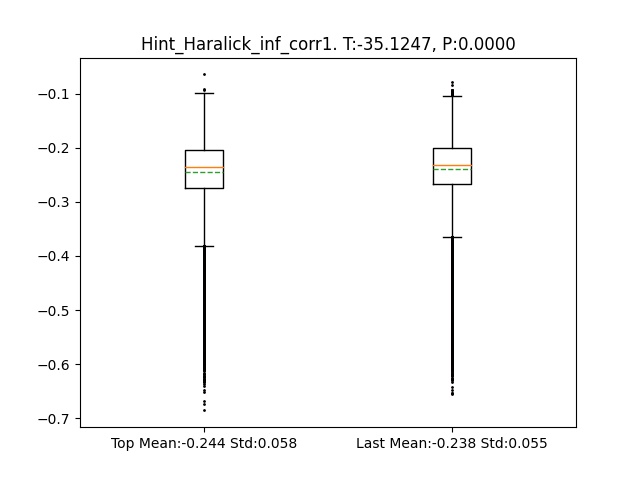 Hint_Haralick_inf_corr1. T:-35.1247, P:0.0000
−0.1
−0.2
−0.3
−0.4
−0.5
−0.6
−0.7
Top Mean:-0.244 Std:0.058
Last Mean:-0.238 Std:0.055